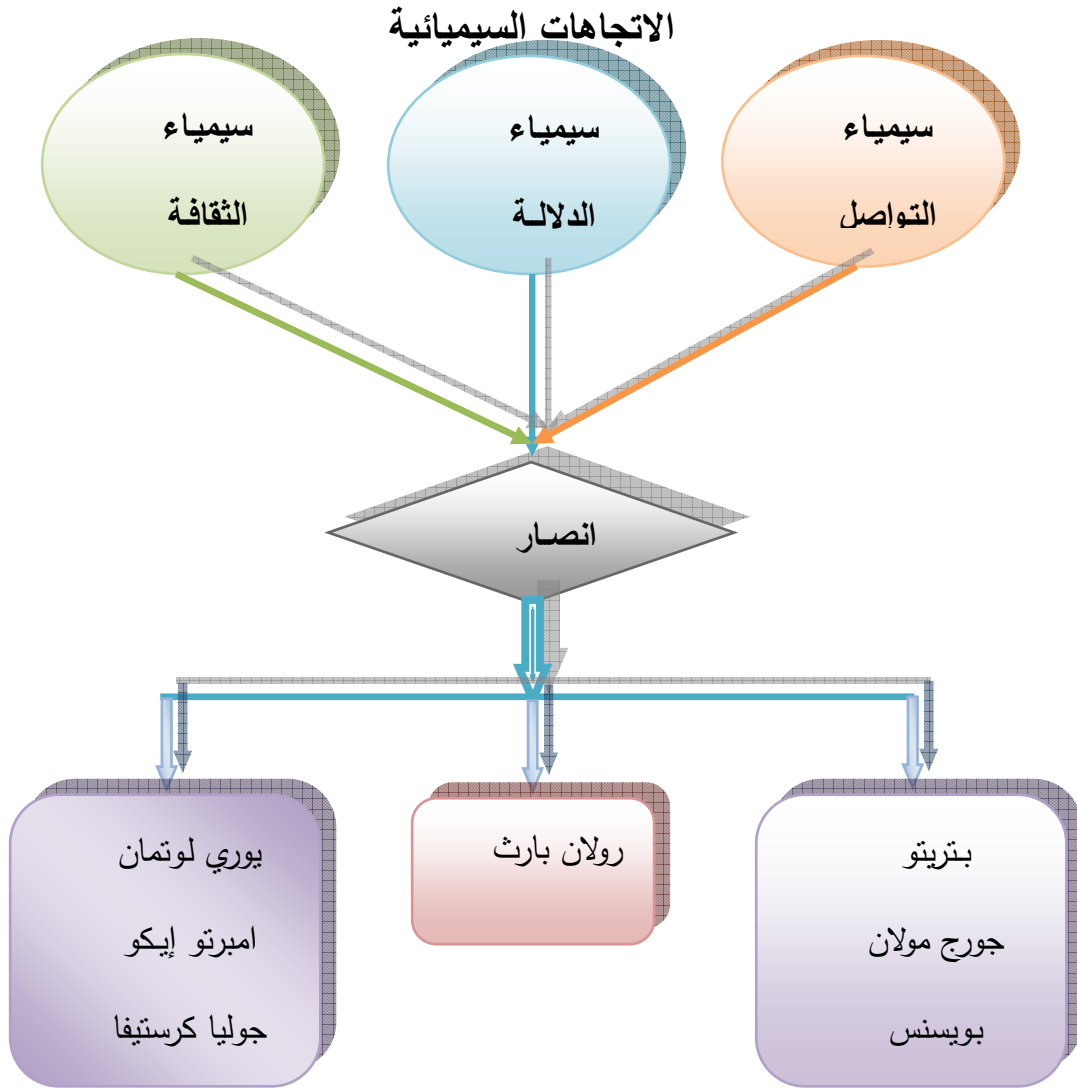 الاتجاهات السيميائية
سيمياء
التواصل
سيمياء
الدلالة
سيمياء
الثقافة
انصار
بتريتو
جورج مولان
بويسنس
رولان بارث
يوري لوتمان
امبرتو إيكو
جوليا كرستيفا